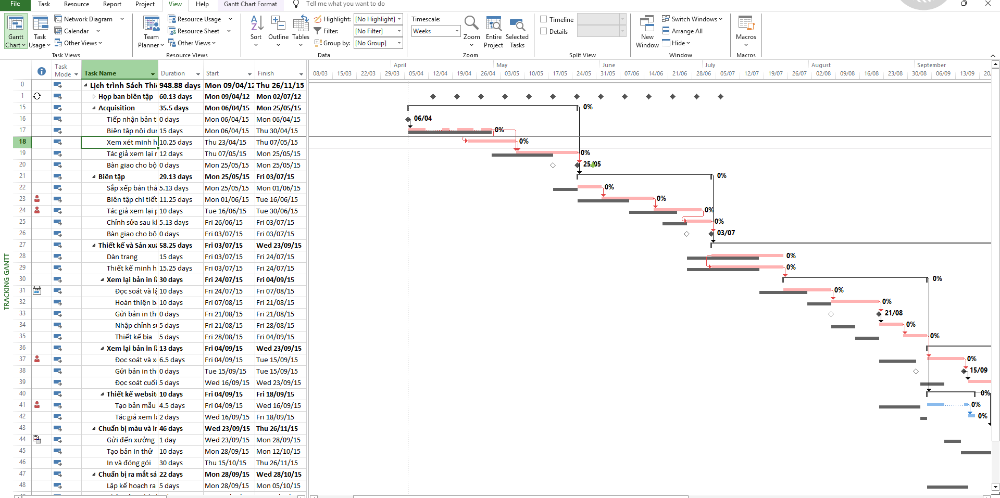 File Task Resource Report Project View Help Gantt Chart Format Tell me what you want to do
Gantt Chart
Task Usage
Network Diagram
Calendar
Other Views
Task Views
Team Planner
Resource Usage
Resource Sheet
Other Views
Resource Views
Sort
Outline
Tables
Highlight: [No Highlight]
Filter: [No Filter]
Group by: [No Group]
Data
Timescale:
Weeks
Zoom
Entire Project
Selected Tasks
Zoom
Timeline
Details
Split View
New Window
Switch Windows
Arrange All
Hide
Window
Macros
Macros
Task Mode Task Name Duration Start Finish
April May June July August September
08/03 15/03 22/03 29/03 05/04 12/04 19/04 26/04 03/05 10/05 17/05 24/05 31/05 07/06 14/06 21/06 28/06 05/07 12/07 19/07 26/07 02/08 09/08 16/08 23/08 30/08 06/09 13/09 20/
TRACKING GANTT
0 Lịch trình Sách Thi 948.88 days Mon 09/04/12 Thu 26/11/15
1 Họp ban biên tập 60.13 days Mon 09/04/12 Mon 02/07/12
15 Acquisition 35.5 days Mon 06/04/15 Mon 25/05/15 0%
16 Tiếp nhận bản t 0 days Mon 06/04/15 Mon 06/04/15 06/04
17 Biên tập nội du 15 days Mon 06/04/15 Thu 30/04/15 0%
18 Xem xét minh h 10.25 days Thu 23/04/15 Thu 07/05/15 0%
19 Tác giả xem lại 12 days Thu 07/05/15 Mon 25/05/15 0%
20 Bàn giao cho bộ 0 days Mon 25/05/15 Mon 25/05/15 25/05
21 Biên tập 29.13 days Mon 25/05/15 Fri 03/07/15 0%
22 Sắp xếp bản thả 5.13 days Mon 25/05/15 Mon 01/06/15 0%
23 Biên tập chi tiết 11.25 days Mon 01/06/15 Tue 16/06/15 0%
24 Tác giả xem lại p 10 days Tue 16/06/15 Tue 30/06/15 0%
25 Chỉnh sửa sau k 5.13 days Fri 26/06/15 Fri 03/07/15 0%
26 Bàn giao cho bộ 0 days Fri 03/07/15 Fri 03/07/15 03/07
27 Thiết kế và Sản xu 58.25 days Fri 03/07/15 Wed 23/09/15
28 Dàn trang 15 days Fri 03/07/15 Fri 24/07/15 0%
29 Thiết kế minh h 15.25 days Fri 03/07/15 Fri 24/07/15 0%
30 Xem lại bản in l 30 days Fri 24/07/15 Fri 04/09/15 0%
31 Đọc soát và lấ 10 days Fri 24/07/15 Fri 07/08/15 0%
32 Hoàn thiện b 10 days Fri 07/08/15 Fri 21/08/15 0%
33 Gửi bản in th 0 days Fri 21/08/15 Fri 21/08/15 21/08
34 Nhập chỉnh s 5 days Fri 21/08/15 Fri 28/08/15 0%
35 Thiết kế bìa 5 days Fri 28/08/15 Fri 04/09/15 0%
36 Xem lại bản in l 13 days Fri 04/09/15 Wed 23/09/15
37 Đọc soát và x 6.5 days Fri 04/09/15 Tue 15/09/15 0%
38 Gửi bản in th 0 days Tue 15/09/15 Tue 15/09/15 15/09
39 Đọc soát cuối 5 days Wed 16/09/15 Wed 23/09/15
40 Thiết kế websit 10 days Fri 04/09/15 Fri 18/09/15 0%
41 Tạo bản mẫu 4.5 days Fri 04/09/15 Wed 16/09/15 0%
42 Tác giả xem l 2 days Wed 16/09/15 Fri 18/09/15 0%
43 Chuẩn bị màu và i 46 days Wed 23/09/15 Thu 26/11/15
44 Gửi đến xưởng 1 day Wed 23/09/15 Mon 28/09/15
45 Tạo bản in thử 10 days Mon 28/09/15 Mon 12/10/15
46 In và đóng gói 30 days Thu 15/10/15 Thu 26/11/15
47 Chuẩn bị ra mắt sá 22 days Mon 28/09/15 Wed 28/10/15
48 Lập kế hoạch ra 5 days Mon 28/09/15 Mon 05/10/15